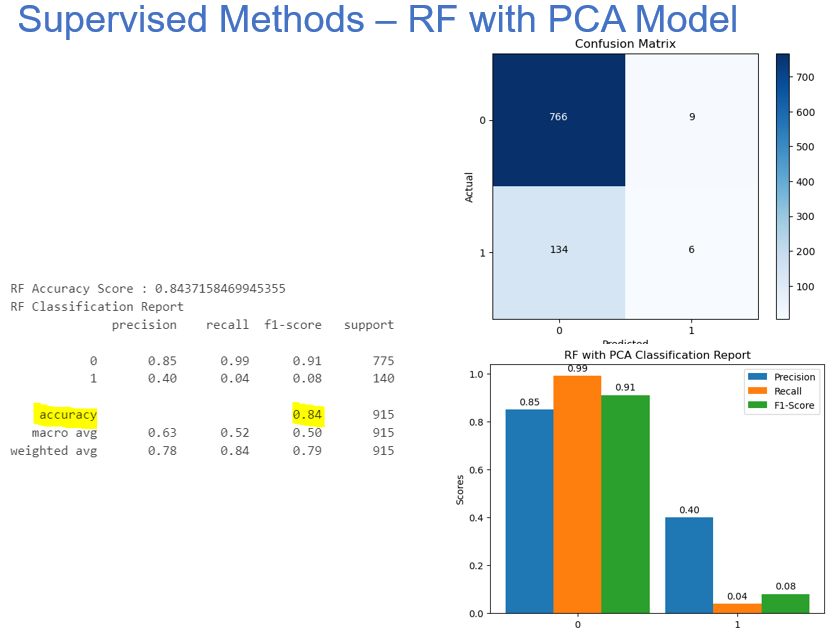 Supervised Methods – RF with PCA Model
RF Accuracy Score : 0.8437158469945355
RF Classification Report
precision recall f1-score support
0 0.85 0.99 0.91 775
1 0.40 0.04 0.08 140
accuracy 0.84 915
macro avg 0.63 0.52 0.50 915
weighted avg 0.78 0.84 0.79 915
Confusion Matrix
Actual
0
1
766 9
134 6
0 1
Predicted
700
600
500
400
300
200
100
RF with PCA Classification Report
Scores
1.0
0.8
0.6
0.4
0.2
0.0
0.85
0.99
0.91
0.40
0.04
0.08
Precision
Recall
F1-Score
0 1